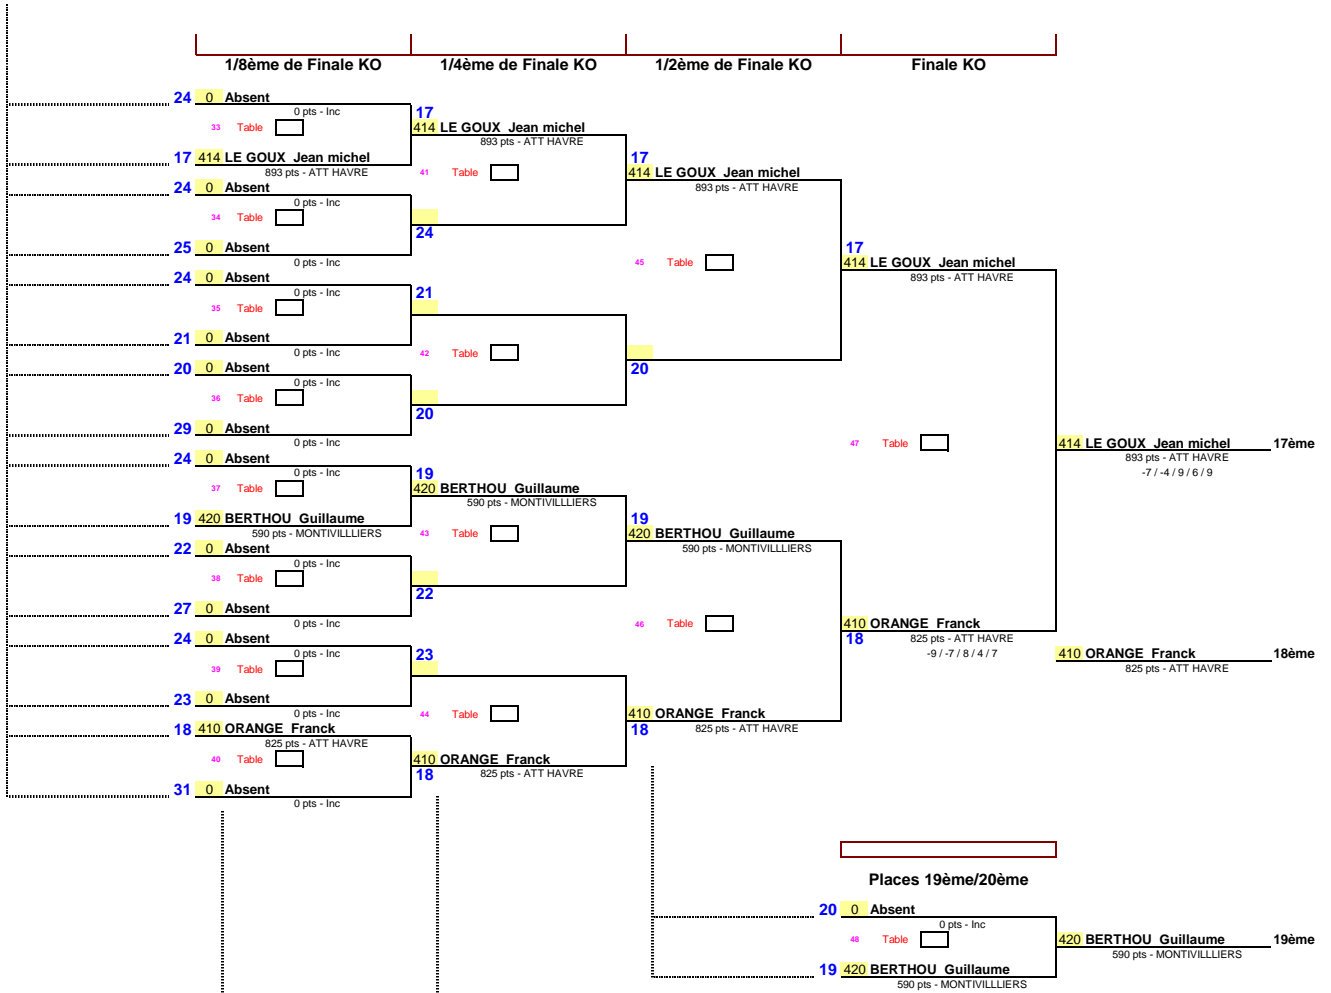 1/8ème de Finale KO 1/4ème de Finale KO 1/2ème de Finale KO Finale KO
24 0 Absent
0 pts - Inc
33 Table
17 414 LE GOUX Jean michel
893 pts - ATT HAVRE
24 0 Absent
0 pts - Inc
34 Table
25 0 Absent
0 pts - Inc
24 0 Absent
0 pts - Inc
35 Table
21 0 Absent
0 pts - Inc
20 0 Absent
0 pts - Inc
36 Table
29 0 Absent
0 pts - Inc
24 0 Absent
0 pts - Inc
37 Table
19 420 BERTHOU Guillaume
590 pts - MONTIVILLLIERS
22 0 Absent
0 pts - Inc
38 Table
27 0 Absent
0 pts - Inc
24 0 Absent
0 pts - Inc
39 Table
23 0 Absent
0 pts - Inc
18 410 ORANGE Franck
825 pts - ATT HAVRE
40 Table
31 0 Absent
0 pts - Inc
17
414 LE GOUX Jean michel
893 pts - ATT HAVRE
41 Table
24
21
42 Table
20
19
420 BERTHOU Guillaume
590 pts - MONTIVILLLIERS
43 Table
22
23
44 Table
410 ORANGE Franck
18
825 pts - ATT HAVRE
17
414 LE GOUX Jean michel
893 pts - ATT HAVRE
45 Table
20
19
420 BERTHOU Guillaume
590 pts - MONTIVILLLIERS
46 Table
410 ORANGE Franck
18
825 pts - ATT HAVRE
17
414 LE GOUX Jean michel
893 pts - ATT HAVRE
47 Table
410 ORANGE Franck
18
825 pts - ATT HAVRE
-9 / -7 / 8 / 4 / 7
414 LE GOUX Jean michel 17ème
893 pts - ATT HAVRE
-7 / -4 / 9 / 6 / 9
410 ORANGE Franck 18ème
825 pts - ATT HAVRE
Places 19ème/20ème
20 0 Absent
0 pts - Inc
48 Table
19 420 BERTHOU Guillaume
590 pts - MONTIVILLLIERS
420 BERTHOU Guillaume 19ème
590 pts - MONTIVILLLIERS